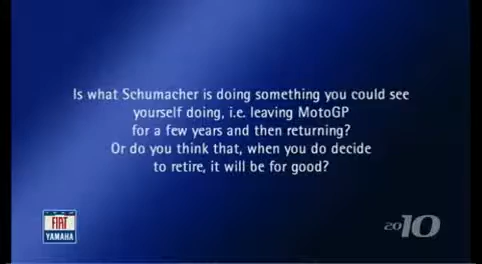 Is what Schumacher is doing something you could see
yourself doing, i.e. leaving MotoGP
for a few years and then returning?
Or do you think that, when you do decide
to retire, it will be for good?
FIAT
YAMAHA
2010